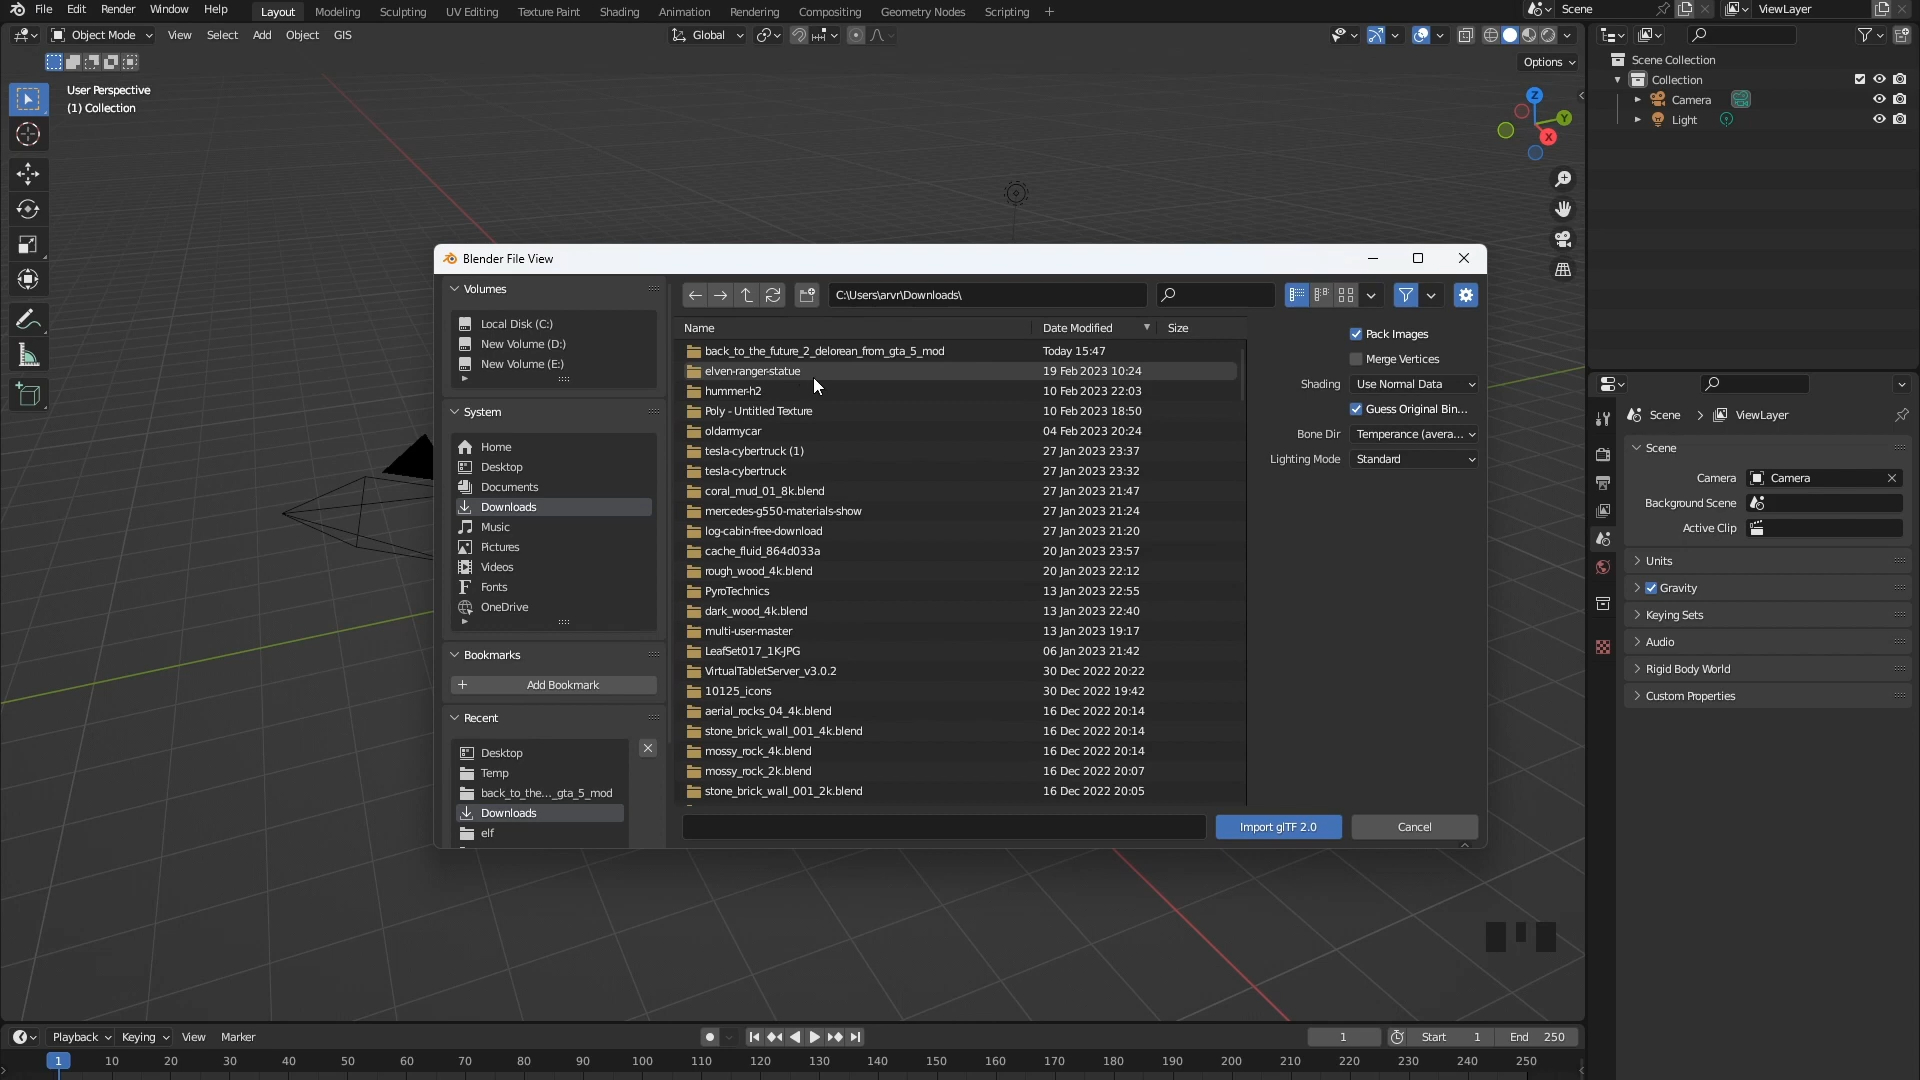 File Edit Render Window Help Layout Modeling Sculpting UV Editing Texture Paint Shading Animation Rendering Compositing Geometry Nodes Scripting + Scene ViewLayer
Object Mode View Select Add Object GIS Global
Options
User Perspective
(1) Collection
Z
Y
X
Scene Collection
Collection
Camera
Light
Blender File View
Volumes
Local Disk (C:)
New Volume (D:)
New Volume (E:)
System
Home
Desktop
Documents
Downloads
Music
Pictures
Videos
Fonts
OneDrive
Bookmarks
+ Add Bookmark
Recent
Desktop
Temp
back_to_the..._gta_5_mod
Downloads
elf
C:\Users\arvr\Downloads\
Name Date Modified Size
back_to_the_future_2_delorean_from_gta_5_mod Today 15:47
elven-ranger-statue 19 Feb 2023 10:24
hummer-h2 10 Feb 2023 22:03
Poly - Untitled Texture 10 Feb 2023 18:50
oldarmycar 04 Feb 2023 20:24
tesla-cybertruck (1) 27 Jan 2023 23:37
tesla-cybertruck 27 Jan 2023 23:32
coral_mud_01_8k.blend 27 Jan 2023 21:47
mercedes-g550-materials-show 27 Jan 2023 21:24
log-cabin-free-download 27 Jan 2023 21:20
cache_fluid_864d033a 20 Jan 2023 23:57
rough_wood_4k.blend 20 Jan 2023 22:12
PyroTechnics 13 Jan 2023 22:55
dark_wood_4k.blend 13 Jan 2023 22:40
multi-user-master 13 Jan 2023 19:17
LeafSet017_1K-JPG 06 Jan 2023 21:42
VirtualTabletServer_v3.0.2 30 Dec 2022 20:22
10125_icons 30 Dec 2022 19:42
aerial_rocks_04_4k.blend 16 Dec 2022 20:14
stone_brick_wall_001_4k.blend 16 Dec 2022 20:14
mossy_rock_4k.blend 16 Dec 2022 20:14
mossy_rock_2k.blend 16 Dec 2022 20:07
stone_brick_wall_001_2k.blend 16 Dec 2022 20:05
Pack Images
Merge Vertices
Shading Use Normal Data
Guess Original Bin...
Bone Dir Temperance (avera...
Lighting Mode Standard
Import glTF 2.0 Cancel
Scene > ViewLayer
Scene
Camera Camera
Background Scene
Active Clip
Units
Gravity
Keying Sets
Audio
Rigid Body World
Custom Properties
Playback Keying View Marker 1 Start 1 End 250
1 10 20 30 40 50 60 70 80 90 100 110 120 130 140 150 160 170 180 190 200 210 220 230 240 250